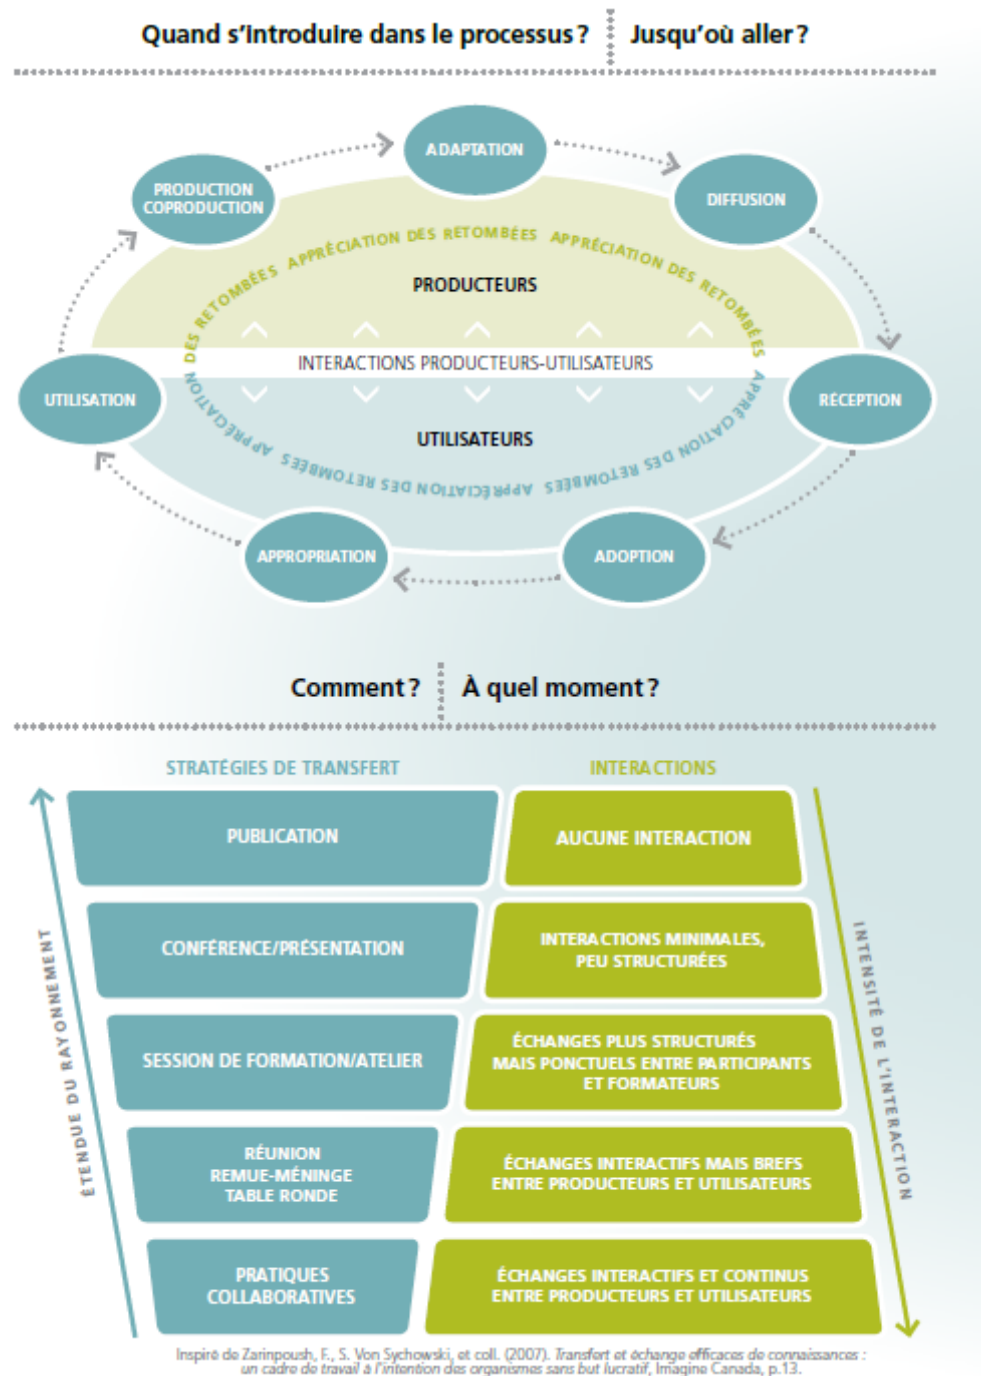 Quand s'introduire dans le processus ?
Jusqu'où aller ?
ADAPTATION
PRODUCTION
COPRODUCTION
DIFFUSION
DES RETOMBÉES APPRÉCIATION DES RETOMBÉES APPRÉCIATION DES RETOMBÉES
PRODUCTEURS
INTERACTIONS PRODUCTEURS-UTILISATEURS
UTILISATION
RÉCEPTION
UTILISATEURS
APPRÉCIATION DES RETOMBÉES APPRÉCIATION DES RETOMBÉES APPRÉCIATION
APPROPRIATION
ADOPTION
Comment ?
À quel moment ?
STRATÉGIES DE TRANSFERT
INTERACTIONS
PUBLICATION
AUCUNE INTERACTION
CONFÉRENCE/PRÉSENTATION
INTERACTIONS MINIMALES,
PEU STRUCTURÉES
SESSION DE FORMATION/ATELIER
ÉCHANGES PLUS STRUCTURÉS
MAIS PONCTUELS ENTRE PARTICIPANTS
ET FORMATEURS
RÉUNION
REMUE-MÉNINGE
TABLE RONDE
ÉCHANGES INTERACTIFS MAIS BREFS
ENTRE PRODUCTEURS ET UTILISATEURS
PRATIQUES
COLLABORATIVES
ÉCHANGES INTERACTIFS ET CONTINUS
ENTRE PRODUCTEURS ET UTILISATEURS
ÉTENDUE DU RAYONNEMENT
INTENSITÉ DE L'INTERACTION
Inspiré de Zarinpoush, F., S. Von Sychowski, et coll. (2007). Transfert et échange efficaces de connaissances :
un cadre de travail à l'intention des organismes sans but lucratif, Imagine Canada, p.13.